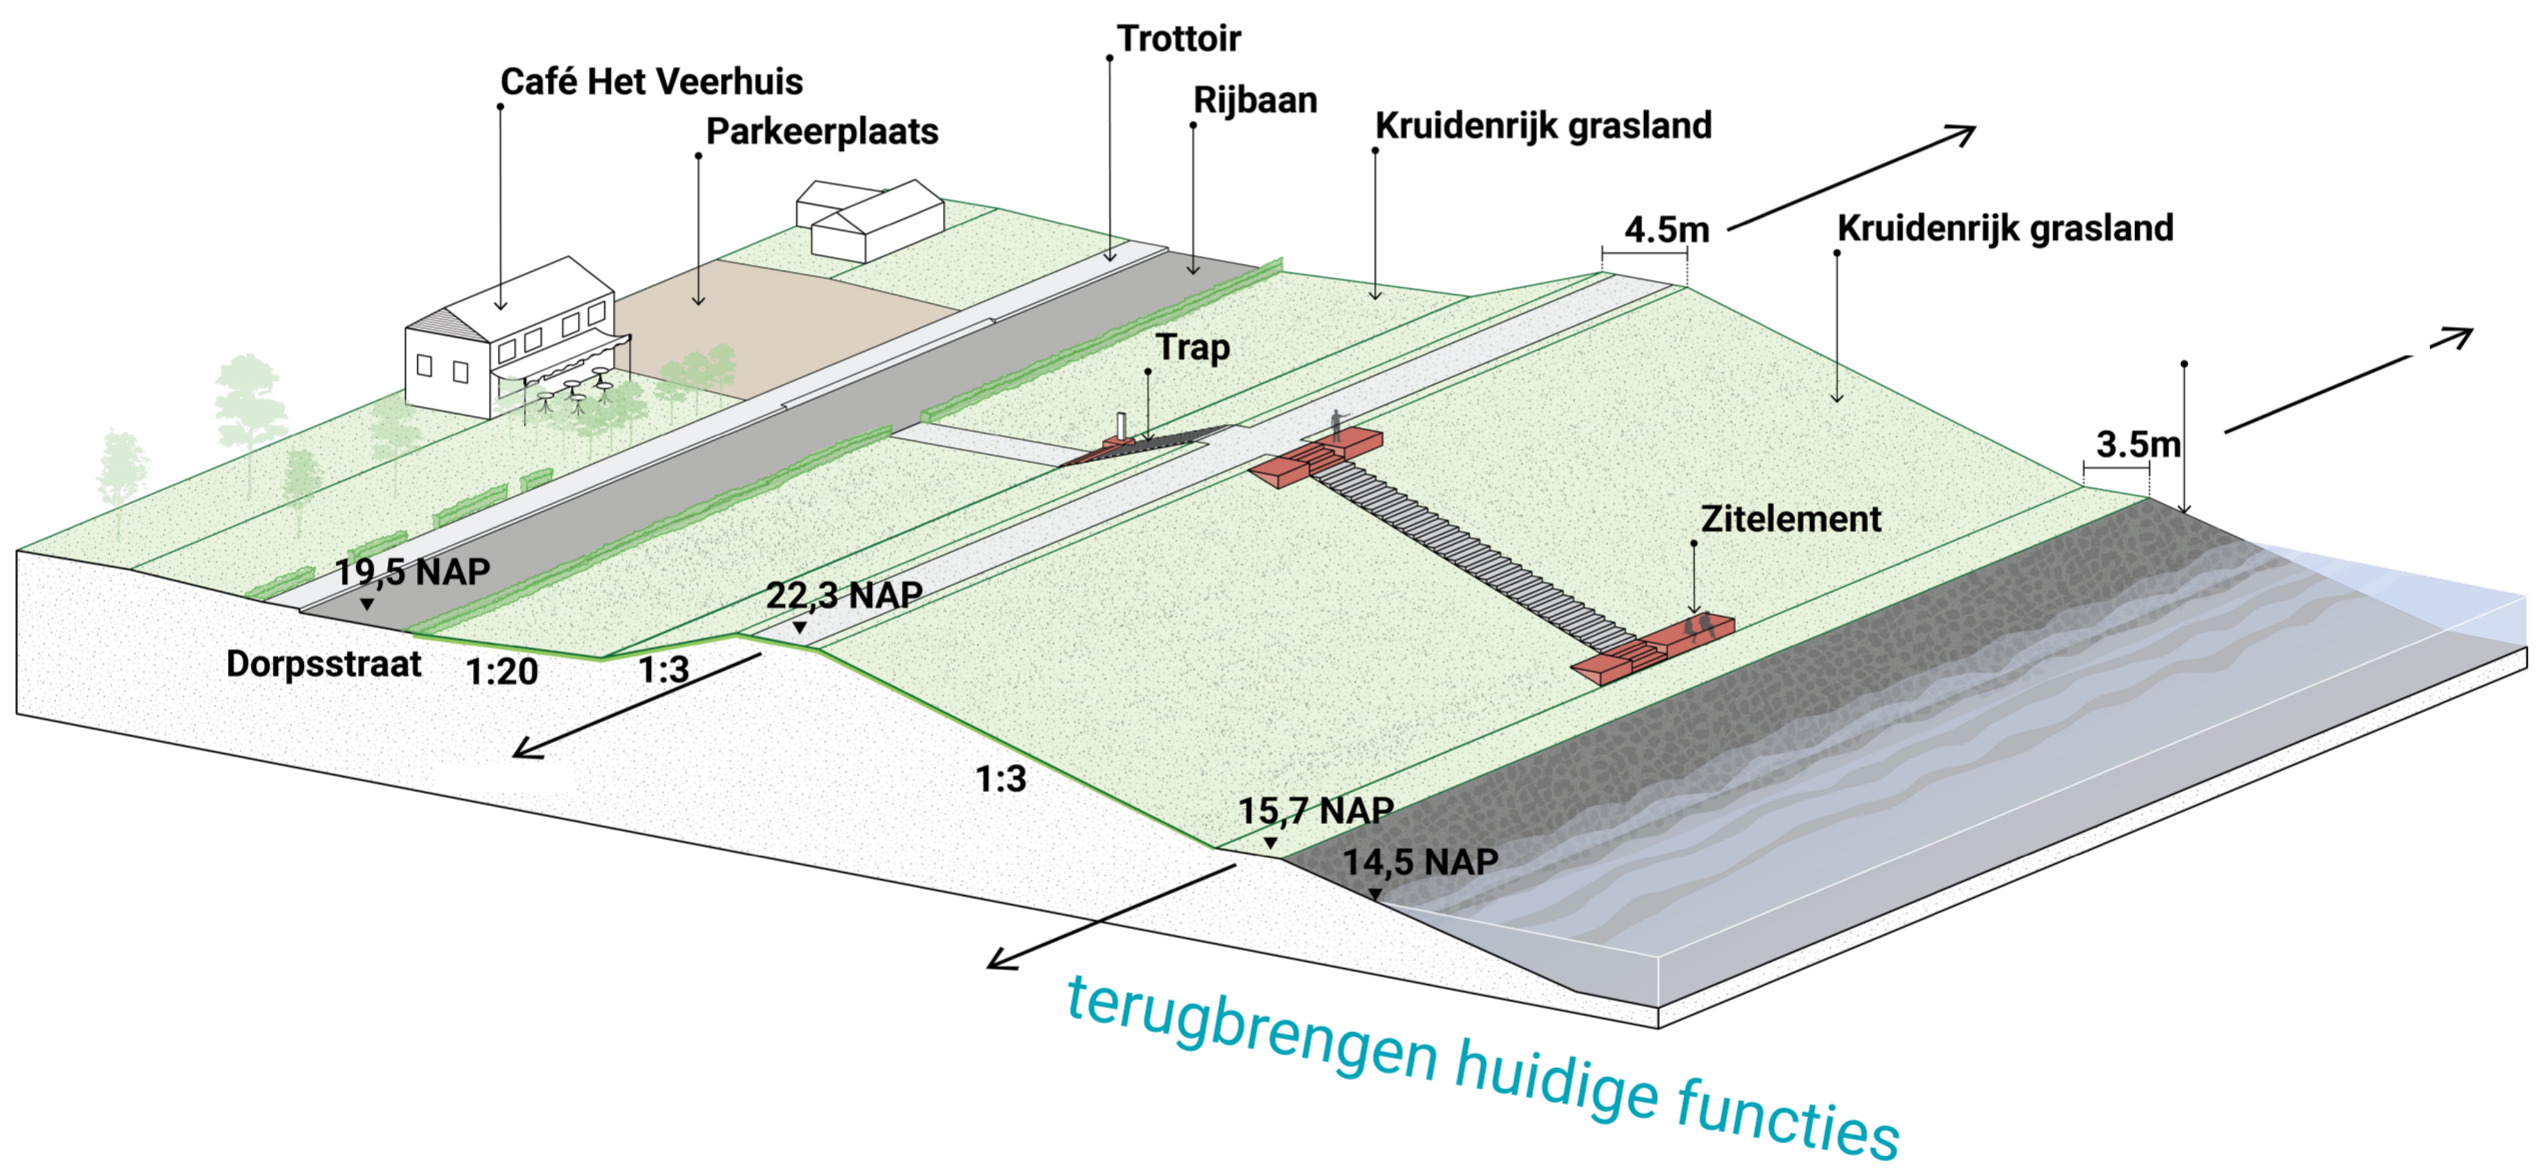 Trottoir
Café Het Veerhuis
Rijbaan
Parkeerplaats
Kruidenrijk grasland
4.5m
Kruidenrijk grasland
Trap
3.5m
Zitelement
19,5 NAP
22,3 NAP
Dorpsstraat
1:20
1:3
1:3
15,7 NAP
14,5 NAP
terugbrengen huidige functies